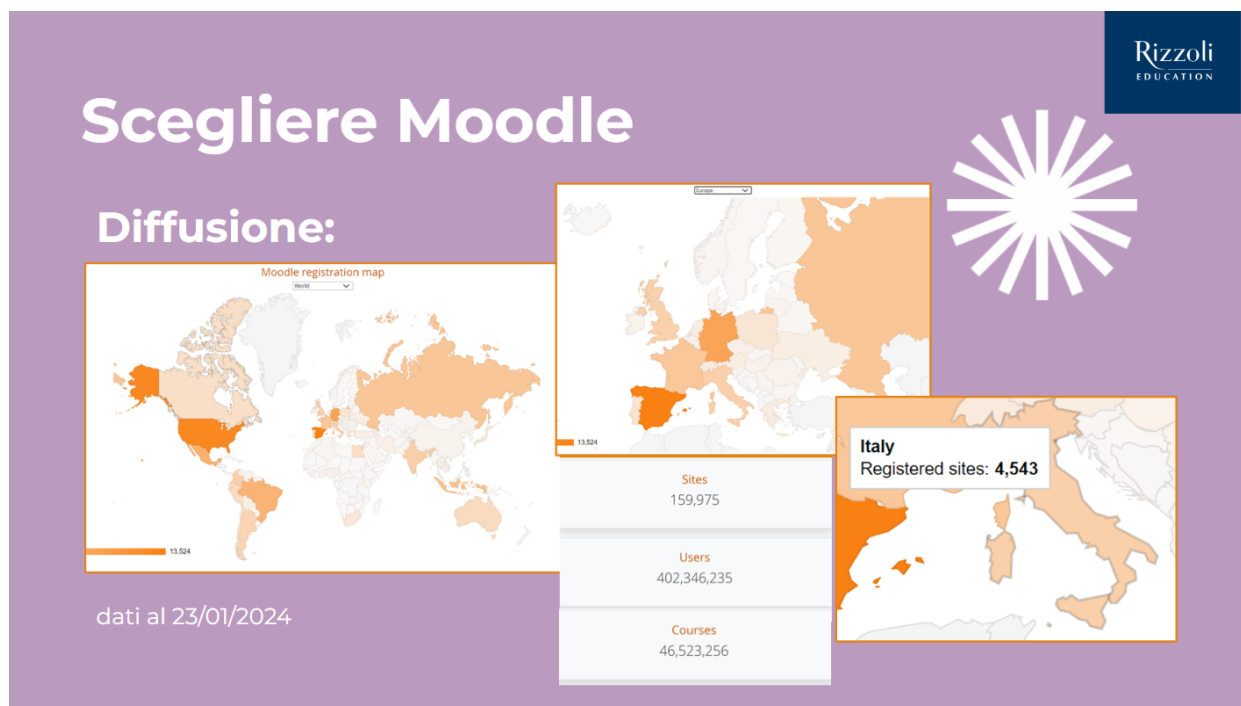 Rizzoli
EDUCATION
Scegliere Moodle
Diffusione:
Moodle registration map
World
13,524
Europe
13,524
Sites
159,975
Users
402,346,235
Courses
46,523,256
Italy
Registered sites: 4,543
dati al 23/01/2024